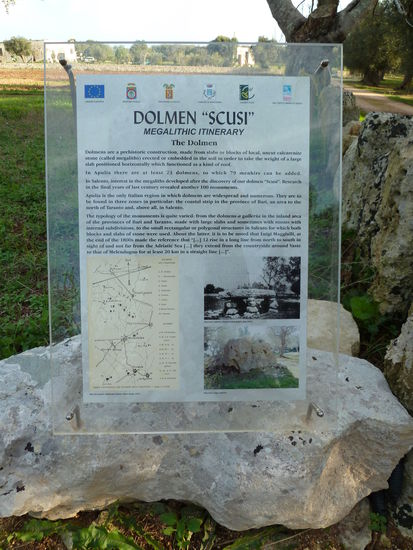 DOLMEN "SCUSI"
MEGALITHIC ITINERARY
The Dolmen
Dolmens are a prehistoric construction, made from slabs or blocks of local, uncut calcarenite
stone (called megaliths) erected or embedded in the soil in order to take the weight of a large
slab positioned horizontally which functioned as a kind of roof.
In Apulia there are at least 21 dolmens, to which 79 menhirs can be added.
In Salento, interest in the megaliths developed after the discovery of our dolmen "Scusi". Research
in the final years of last century revealed another 100 monuments.
Apulia is the only Italian region in which dolmens are widespread and numerous. They are to
be found in three zones in particular: the coastal strip in the province of Bari, an area to the
north of Taranto and, above all, in Salento.
The typology of the monuments is quite varied: from the dolmens a galleria in the inland area
of the provinces of Bari and Taranto, made with large slabs and sometimes with rooms with
internal subdivisions, to the small rectangular or polygonal structures in Salento for which both
blocks and slabs of stone were used. About the latter, it is to be noted that Luigi Maggiulli, at
the end of the 1800s made the reference that "[...] 12 rise in a long line from north to south in
sight of and not far from the Adriatic Sea [...] they extend from the countryside around Vaste
to that of Melendugno for at least 20 km in a straight line [...]".